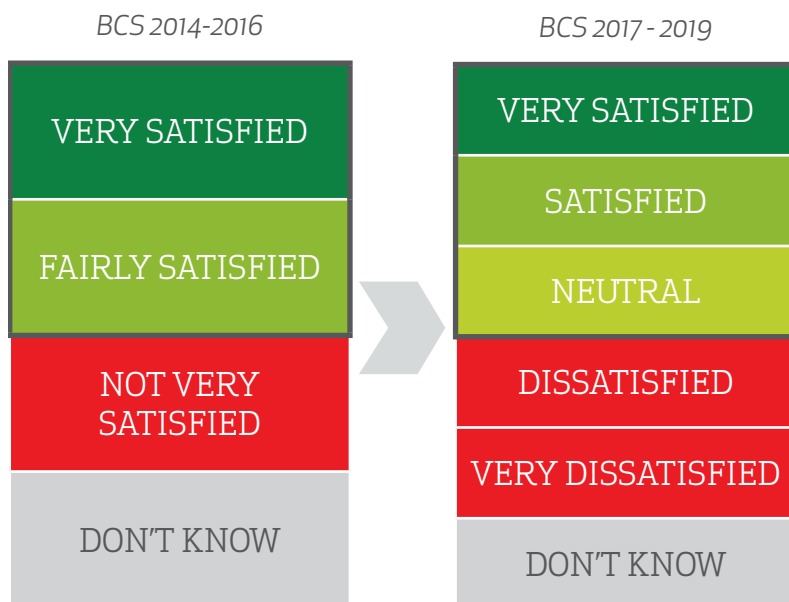 BCS 2014-2016
VERY SATISFIED
FAIRLY SATISFIED
NOT VERY
SATISFIED
DON'T KNOW
BCS 2017 - 2019
VERY SATISFIED
SATISFIED
NEUTRAL
DISSATISFIED
VERY DISSATISFIED
DON'T KNOW